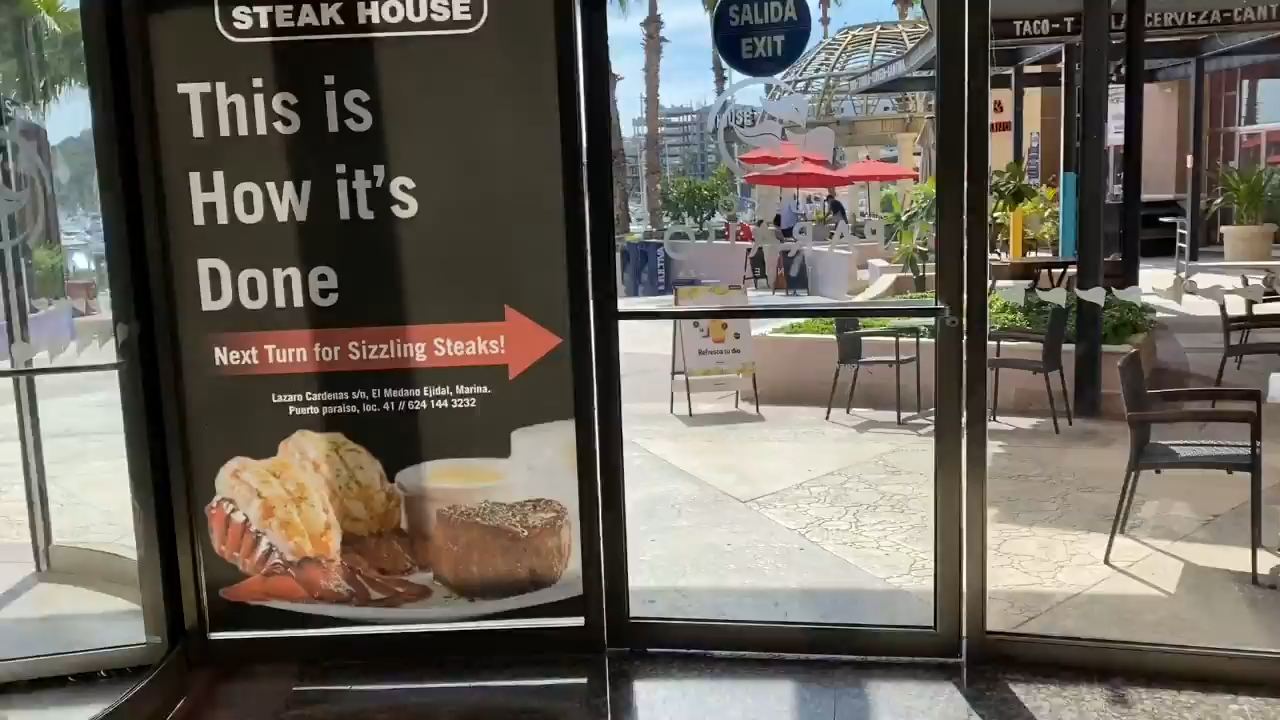 STEAK HOUSE
This is
How it's
Done
Next Turn for Sizzling Steaks!
Lazaro Cardenas s/n, El Medano Ejidal, Marina.
Puerto paraiso, loc. 41 // 624 144 3232
SALIDA
EXIT
TACO-T
LA CERVEZA-CANT
Refresca tu día